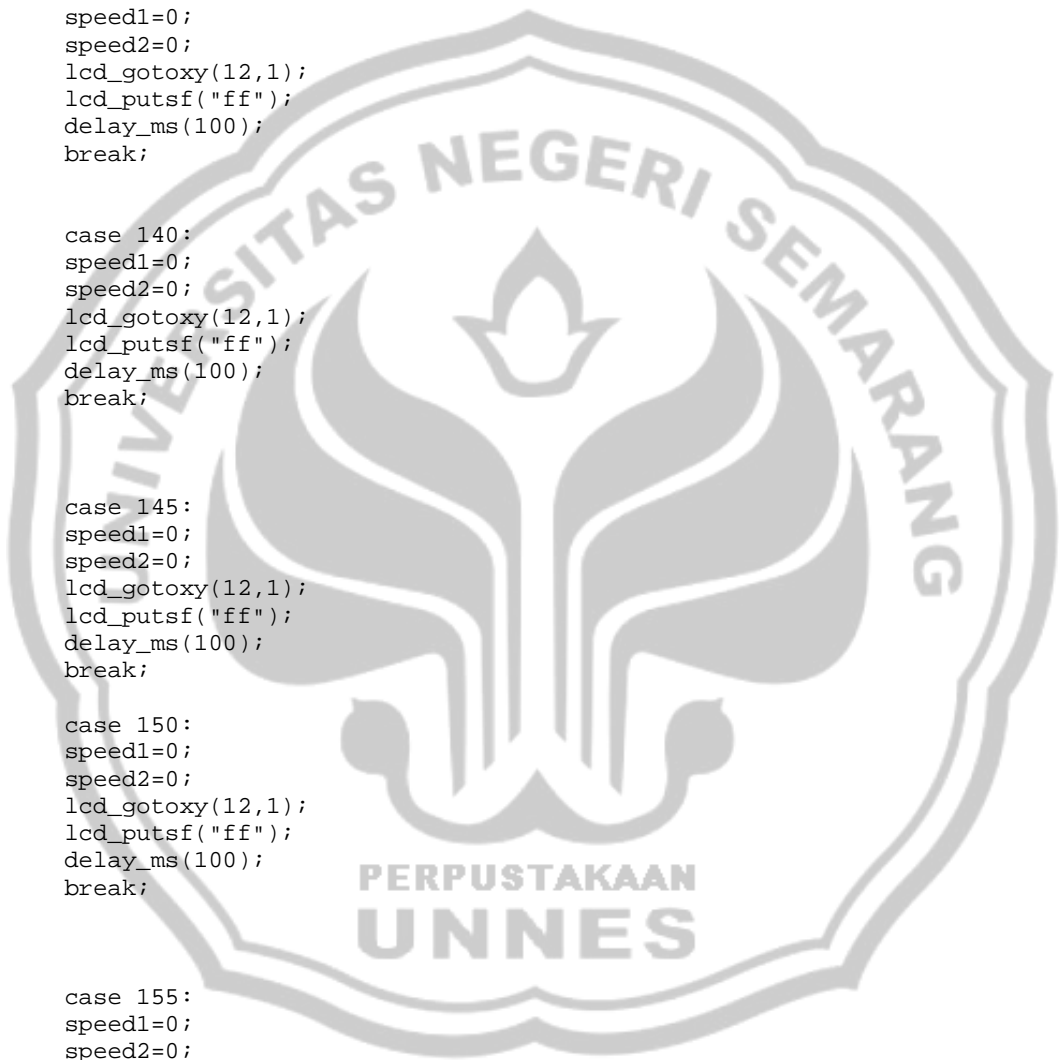 speed1=0;
speed2=0;
lcd_gotoxy(12,1);
lcd_putsf("ff");
delay_ms(100);
break;
case 140:
speed1=0;
speed2=0;
lcd_gotoxy(12,1);
lcd_putsf("ff");
delay_ms(100);
break;
case 145:
speed1=0;
speed2=0;
lcd_gotoxy(12,1);
lcd_putsf("ff");
delay_ms(100);
break;
case 150:
speed1=0;
speed2=0;
lcd_gotoxy(12,1);
lcd_putsf("ff");
delay_ms(100);
break;
case 155:
speed1=0;
speed2=0;
UNIVERSITAS NEGERI SEMARANG
PERPUSTAKAAN
UNNES